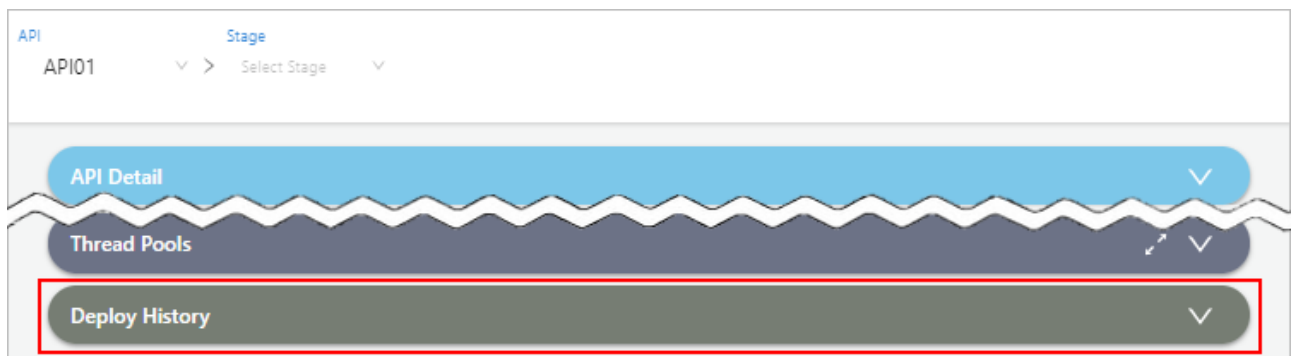 API Stage
API01 > Select Stage
API Detail
Thread Pools
Deploy History